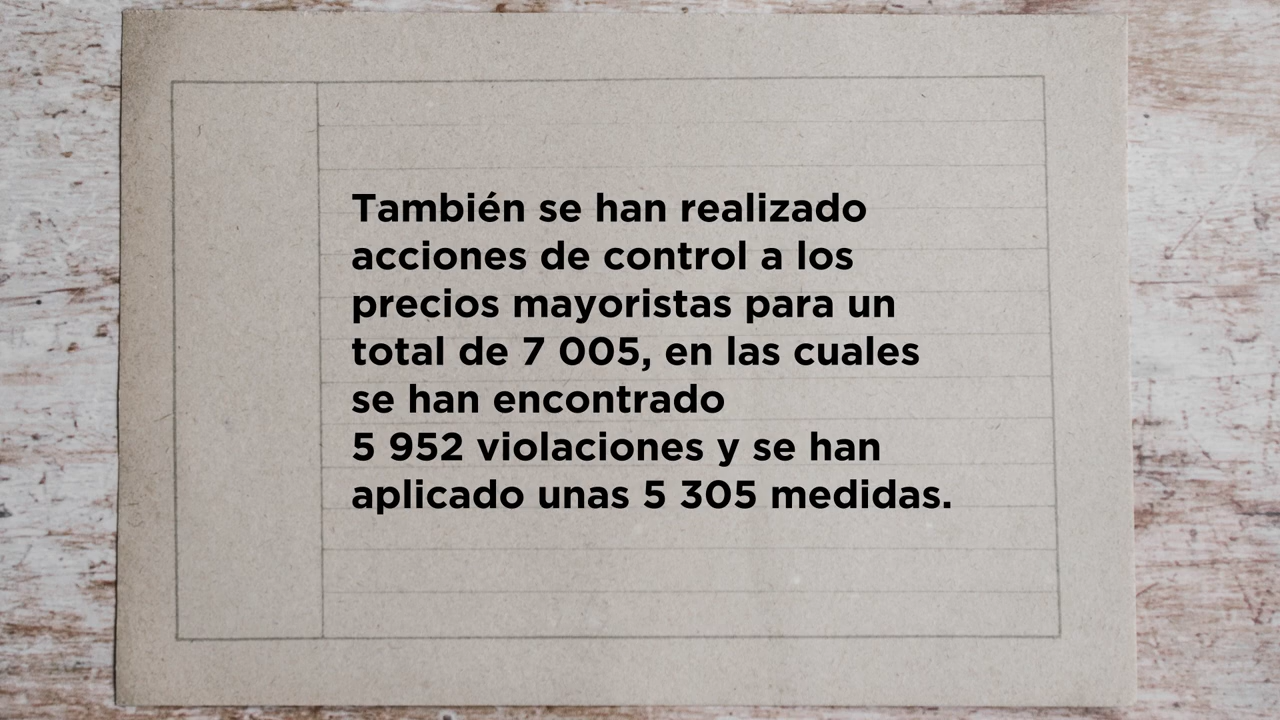 También se han realizado
acciones de control a los
precios mayoristas para un
total de 7 005, en las cuales
se han encontrado
5 952 violaciones y se han
aplicado unas 5 305 medidas.